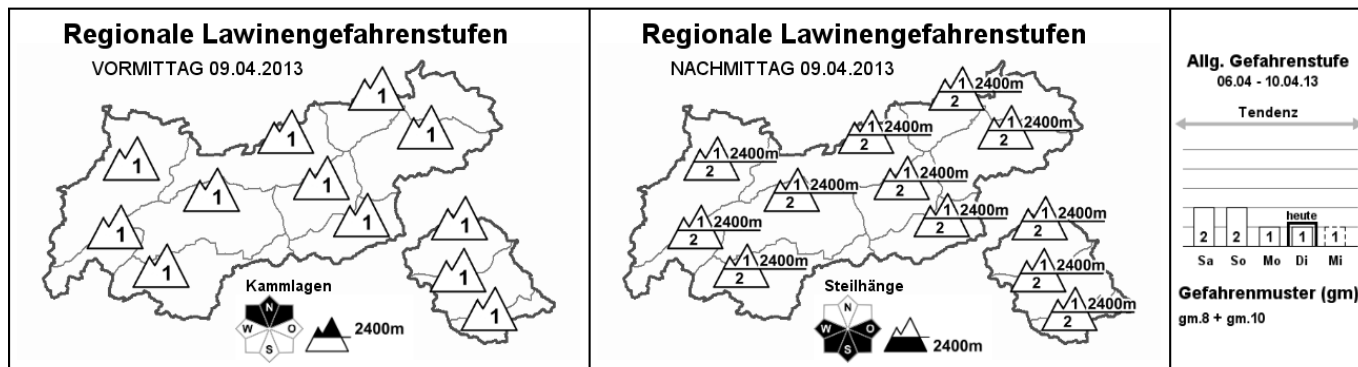 Regionale Lawinengefahrenstufen
VORMITTAG 09.04.2013
1
1
1
1
1
1
1
1
1
1
1
1
Kammlagen
N
W O
S
2400m
Regionale Lawinengefahrenstufen
NACHMITTAG 09.04.2013
1 2400m
2
1 2400m
2
1 2400m
2
1 2400m
2
1 2400m
2
1 2400m
2
1 2400m
2
1 2400m
2
1 2400m
2
1 2400m
2
1 2400m
2
1 2400m
2
Steilhänge
N
W O
S
2400m
Allg. Gefahrenstufe
06.04 - 10.04.13
Tendenz
heute
2 2 1 1 1
Sa So Mo Di Mi
Gefahrenmuster (gm)
gm.8 + gm.10